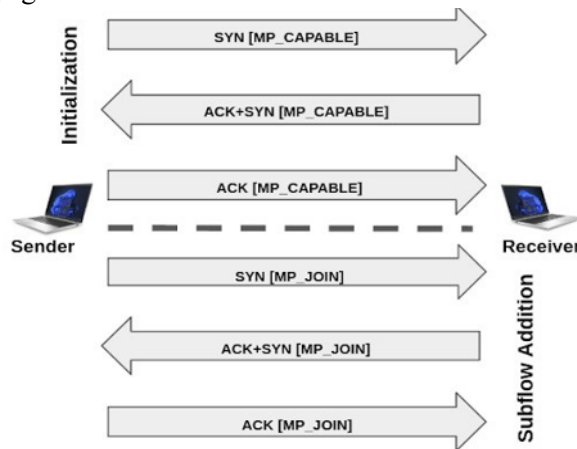 SYN [MP_CAPABLE]
Initialization
ACK+SYN [MP_CAPABLE]
ACK [MP_CAPABLE]
Sender
Receiver
SYN [MP_JOIN]
ACK+SYN [MP_JOIN]
Subflow Addition
ACK [MP_JOIN]